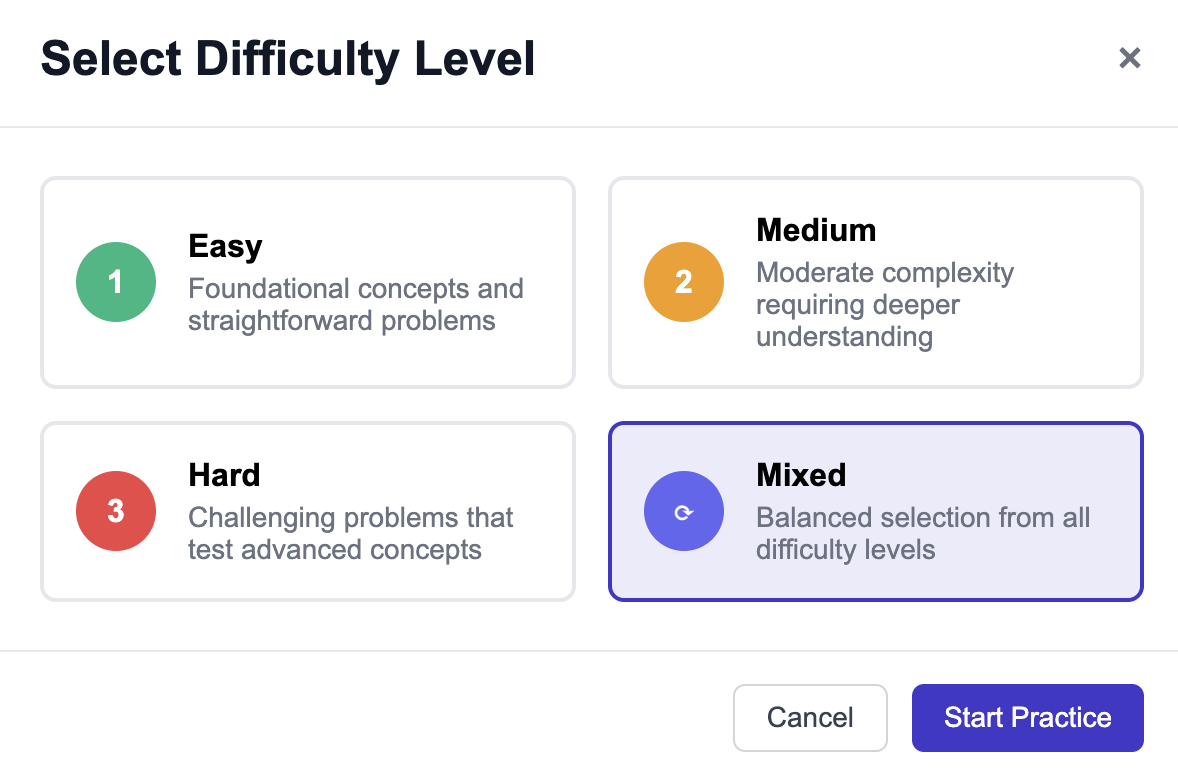 Select Difficulty Level
×
1
Easy
Foundational concepts and
straightforward problems
2
Medium
Moderate complexity
requiring deeper
understanding
3
Hard
Challenging problems that
test advanced concepts
⟳
Mixed
Balanced selection from all
difficulty levels
Cancel
Start Practice